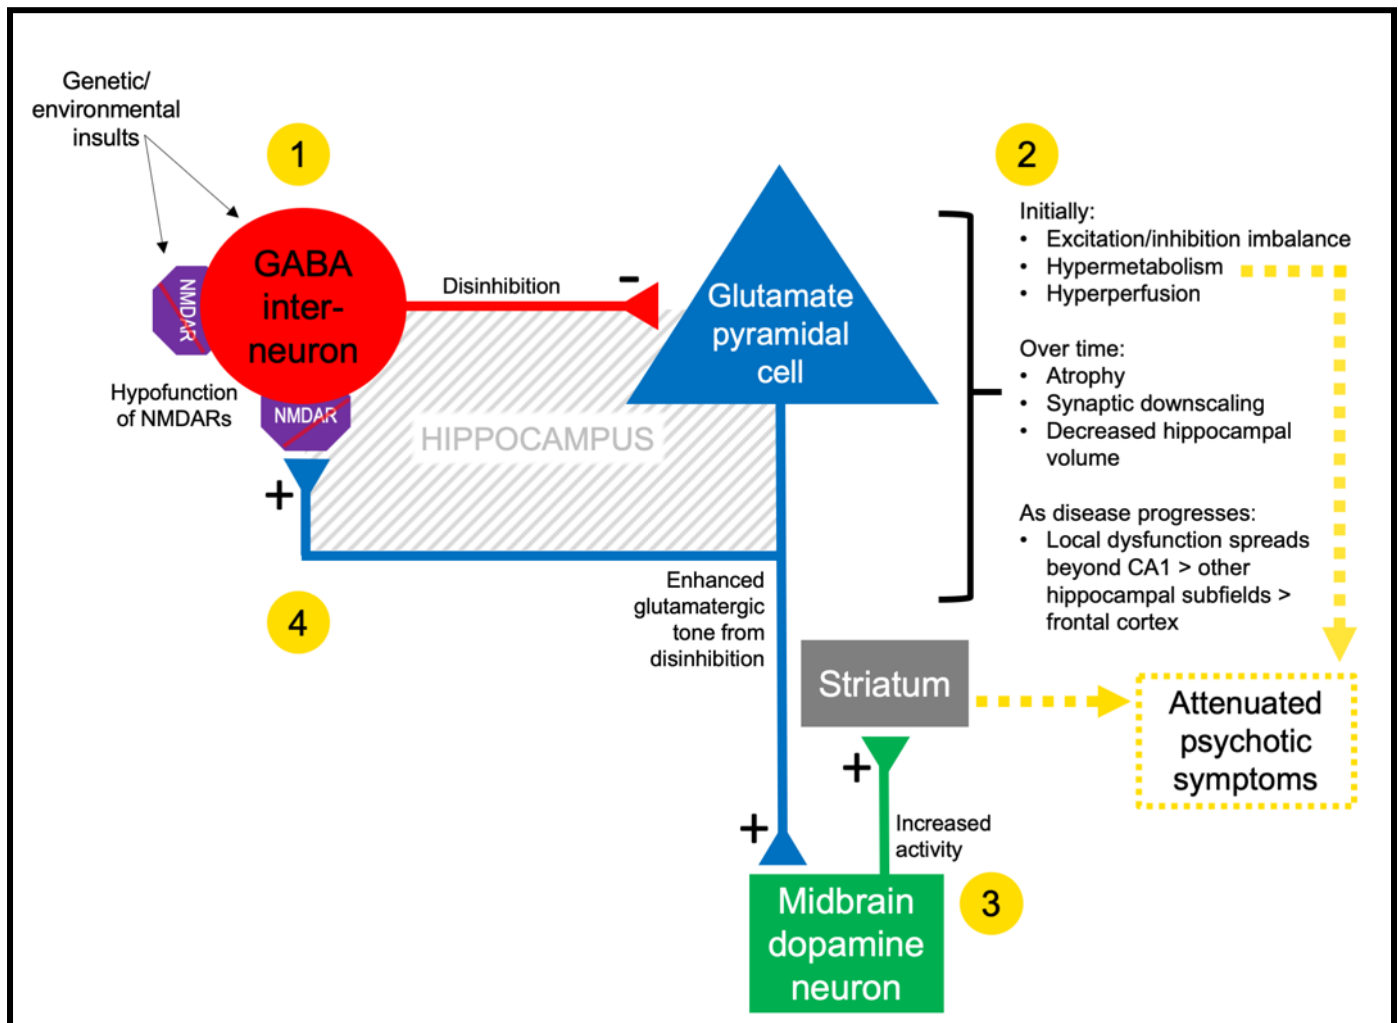 Genetic/
environmental
insults
1
GABA
inter-
neuron
NMDAR
NMDAR
Hypofunction
of NMDARs
Disinhibition
-
Glutamate
pyramidal
cell
HIPPOCAMPUS
+
4
Enhanced
glutamatergic
tone from
disinhibition
2
Initially:
• Excitation/inhibition imbalance
• Hypermetabolism
• Hyperperfusion
Over time:
• Atrophy
• Synaptic downscaling
• Decreased hippocampal
volume
As disease progresses:
• Local dysfunction spreads
beyond CA1 > other
hippocampal subfields >
frontal cortex
Striatum
+
Increased
activity
+
Midbrain
dopamine
neuron
3
Attenuated
psychotic
symptoms